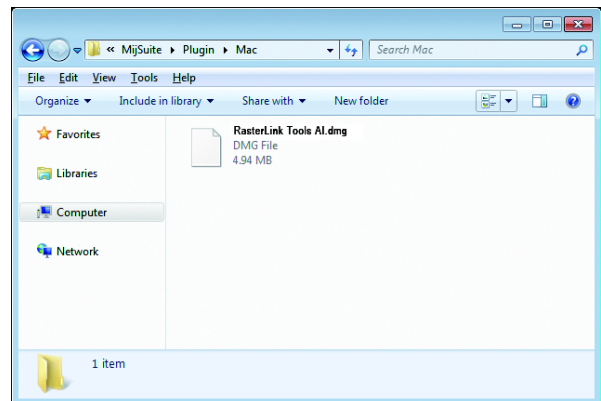 « MijSuite ▸ Plugin ▸ Mac
Search Mac
File Edit View Tools Help
Organize ▾ Include in library ▾ Share with ▾ New folder
Favorites
Libraries
Computer
Network
RasterLink Tools AI.dmg
DMG File
4.94 MB
1 item